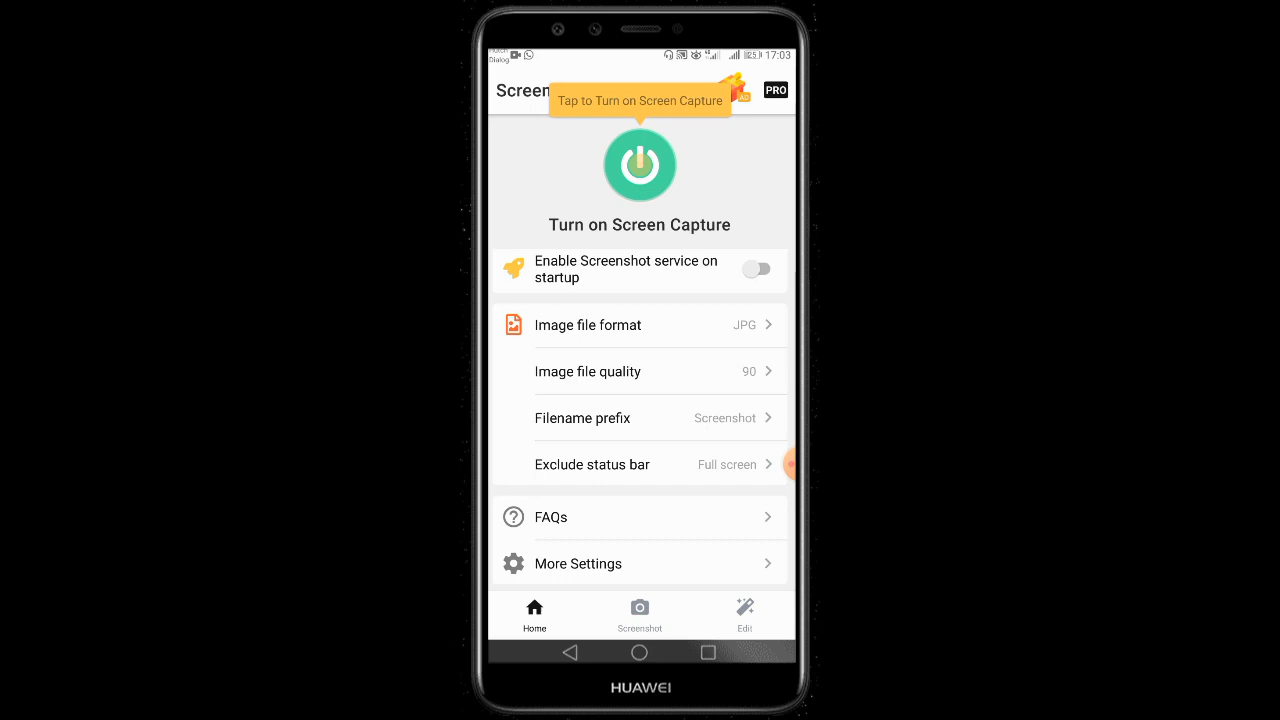 Dialog
17:03
Screen
Tap to Turn on Screen Capture
AD
PRO
Turn on Screen Capture
Enable Screenshot service on
startup
Image file format JPG
Image file quality 90
Filename prefix Screenshot
Exclude status bar Full screen
FAQs
More Settings
Home Screenshot Edit
HUAWEI